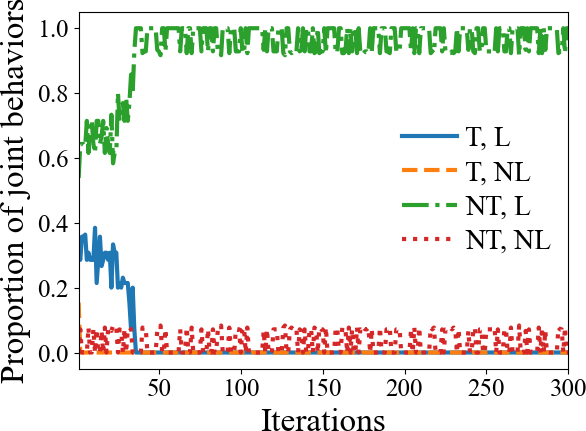 Proportion of joint behaviors
1.0
0.8
0.6
0.4
0.2
0.0
T, L
T, NL
NT, L
NT, NL
50 100 150 200 250 300
Iterations